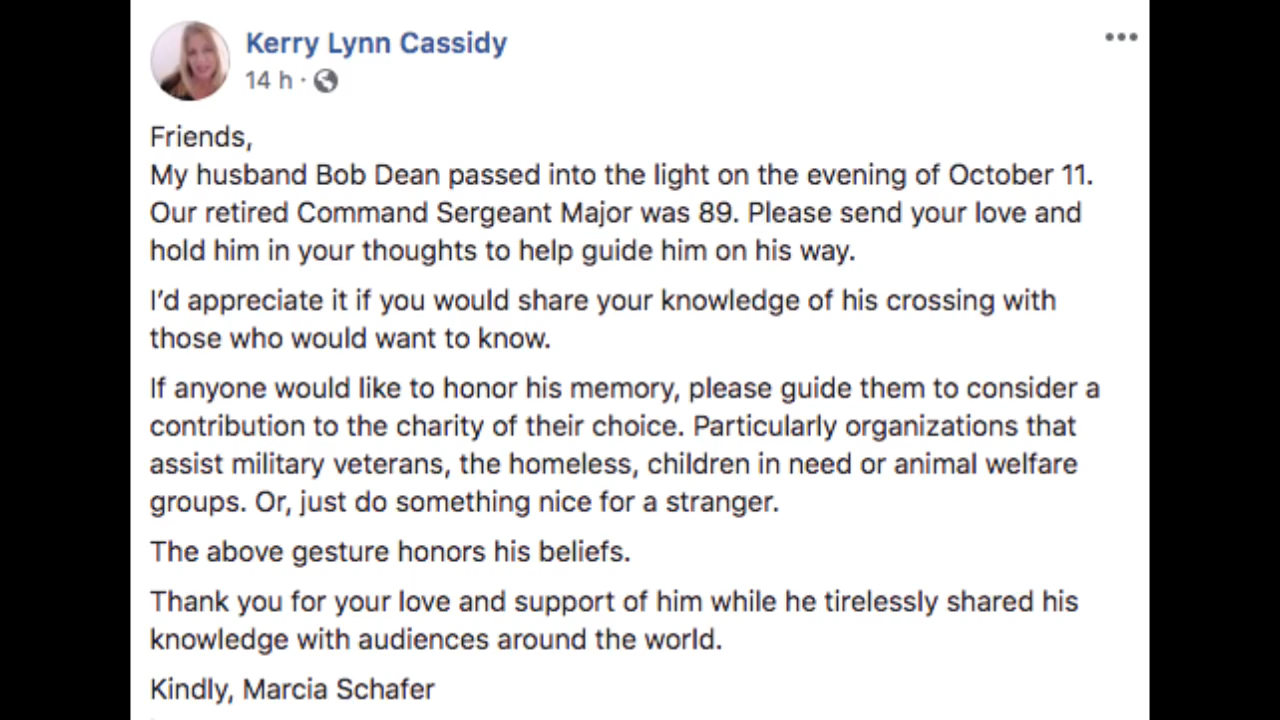 Kerry Lynn Cassidy
14 h ·
Friends,
My husband Bob Dean passed into the light on the evening of October 11.
Our retired Command Sergeant Major was 89. Please send your love and
hold him in your thoughts to help guide him on his way.
I'd appreciate it if you would share your knowledge of his crossing with
those who would want to know.
If anyone would like to honor his memory, please guide them to consider a
contribution to the charity of their choice. Particularly organizations that
assist military veterans, the homeless, children in need or animal welfare
groups. Or, just do something nice for a stranger.
The above gesture honors his beliefs.
Thank you for your love and support of him while he tirelessly shared his
knowledge with audiences around the world.
Kindly, Marcia Schafer